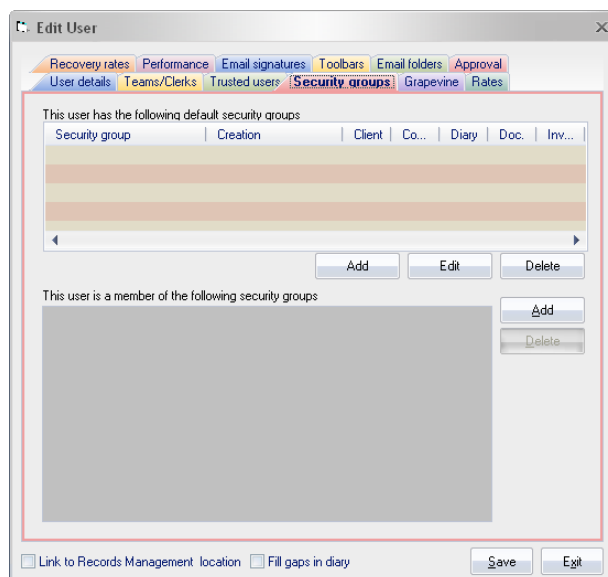 Edit User
Recovery rates Performance Email signatures Toolbars Email folders Approval
User details Teams/Clerks Trusted users Security groups Grapevine Rates
This user has the following default security groups
Security group Creation Client Co... Diary Doc. Inv...
Add Edit Delete
This user is a member of the following security groups
Add
Delete
Link to Records Management location Fill gaps in diary Save Exit